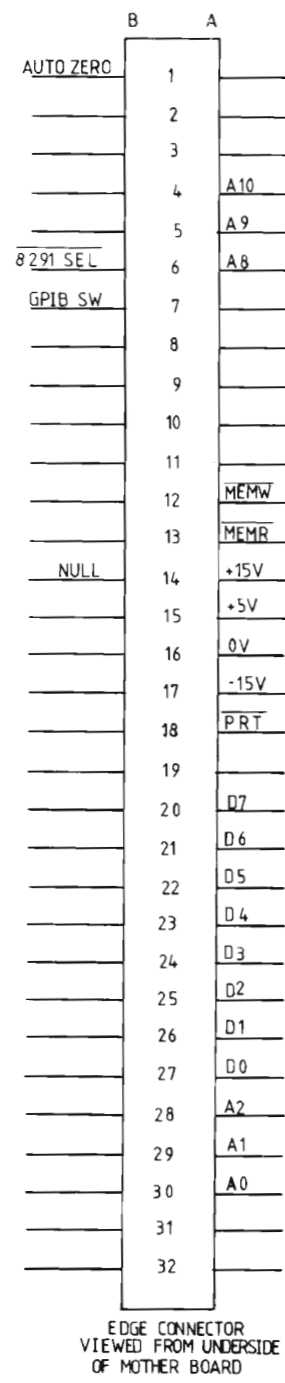 B A
AUTO ZERO 1
2
3
4 A10
5 A9
8291 SEL 6 A8
GPIB SW 7
8
9
10
11
12 MEMW
13 MEMR
NULL 14 +15V
15 +5V
16 0V
17 -15V
18 PRT
19
20 D7
21 D6
22 D5
23 D4
24 D3
25 D2
26 D1
27 D0
28 A2
29 A1
30 A0
31
32
EDGE CONNECTOR
VIEWED FROM UNDERSIDE
OF MOTHER BOARD